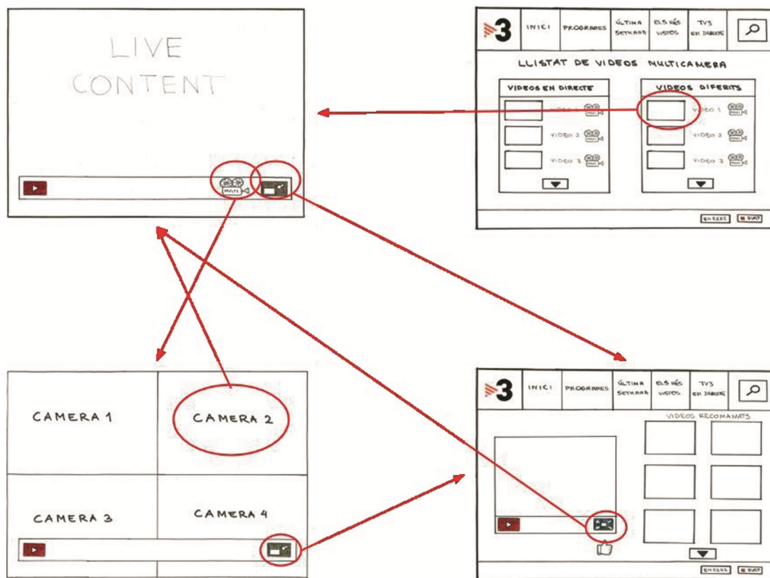 LIVE
CONTENT
MULTI
3
INICI
PROGRAMES
ÚLTIMA
SETMANA
ELS MÉS
VISTOS
TV3
EN DIRECTE
LLISTAT DE VIDEOS MULTICAMERA
VIDEOS EN DIRECTE
VIDEO 1
VIDEO 2
VIDEO 3
VIDEOS DIFERITS
VIDEO 1
VIDEO 2
VIDEO 3
CAMERA 1
CAMERA 2
CAMERA 3
CAMERA 4
3
INICI
PROGRAMES
ÚLTIMA
SETMANA
ELS MÉS
VISTOS
TV3
EN DIRECTE
VIDEOS RECOMANATS